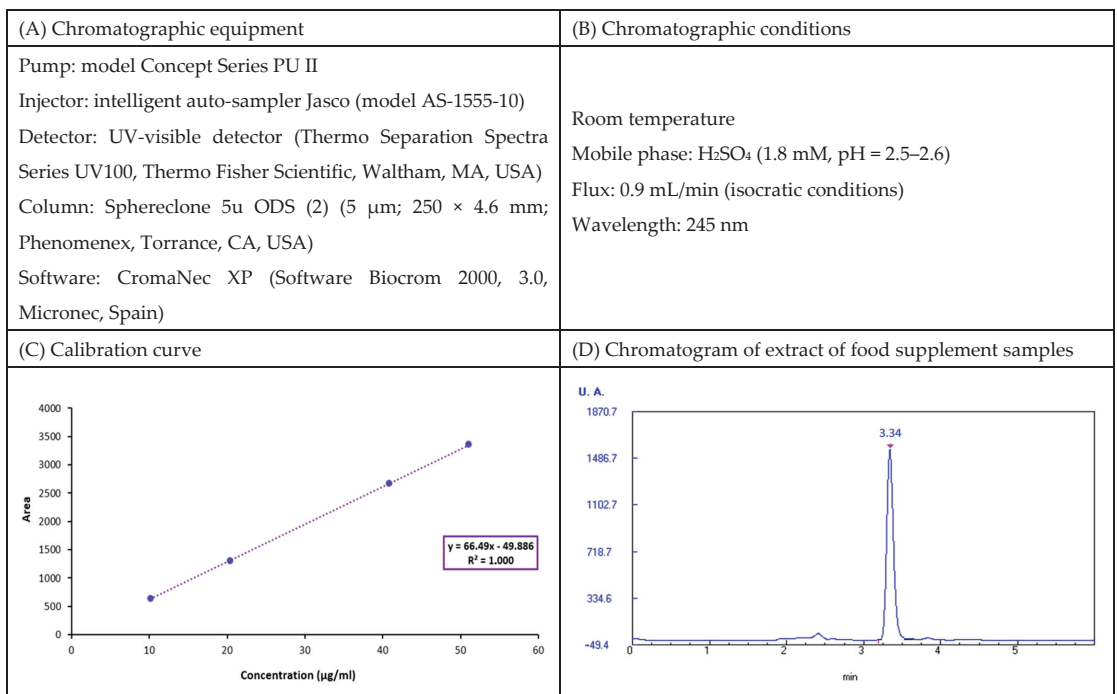 (A) Chromatographic equipment
(B) Chromatographic conditions
Pump: model Concept Series PU II
Injector: intelligent auto-sampler Jasco (model AS-1555-10)
Detector: UV-visible detector (Thermo Separation Spectra
Series UV100, Thermo Fisher Scientific, Waltham, MA, USA)
Column: Sphereclone 5u ODS (2) (5 μm; 250 × 4.6 mm;
Phenomenex, Torrance, CA, USA)
Software: CromaNec XP (Software Biocrom 2000, 3.0,
Micronec, Spain)
Room temperature
Mobile phase: H₂SO₄ (1.8 mM, pH = 2.5–2.6)
Flux: 0.9 mL/min (isocratic conditions)
Wavelength: 245 nm
(C) Calibration curve
(D) Chromatogram of extract of food supplement samples
4000
3500
3000
2500
2000
1500
1000
500
0
Area
y = 66.49x - 49.886
R² = 1.000
0 10 20 30 40 50 60
Concentration (µg/ml)
U. A.
1870.7
1486.7
1102.7
718.7
334.6
-49.4
3.34
0 1 2 3 4 5
min